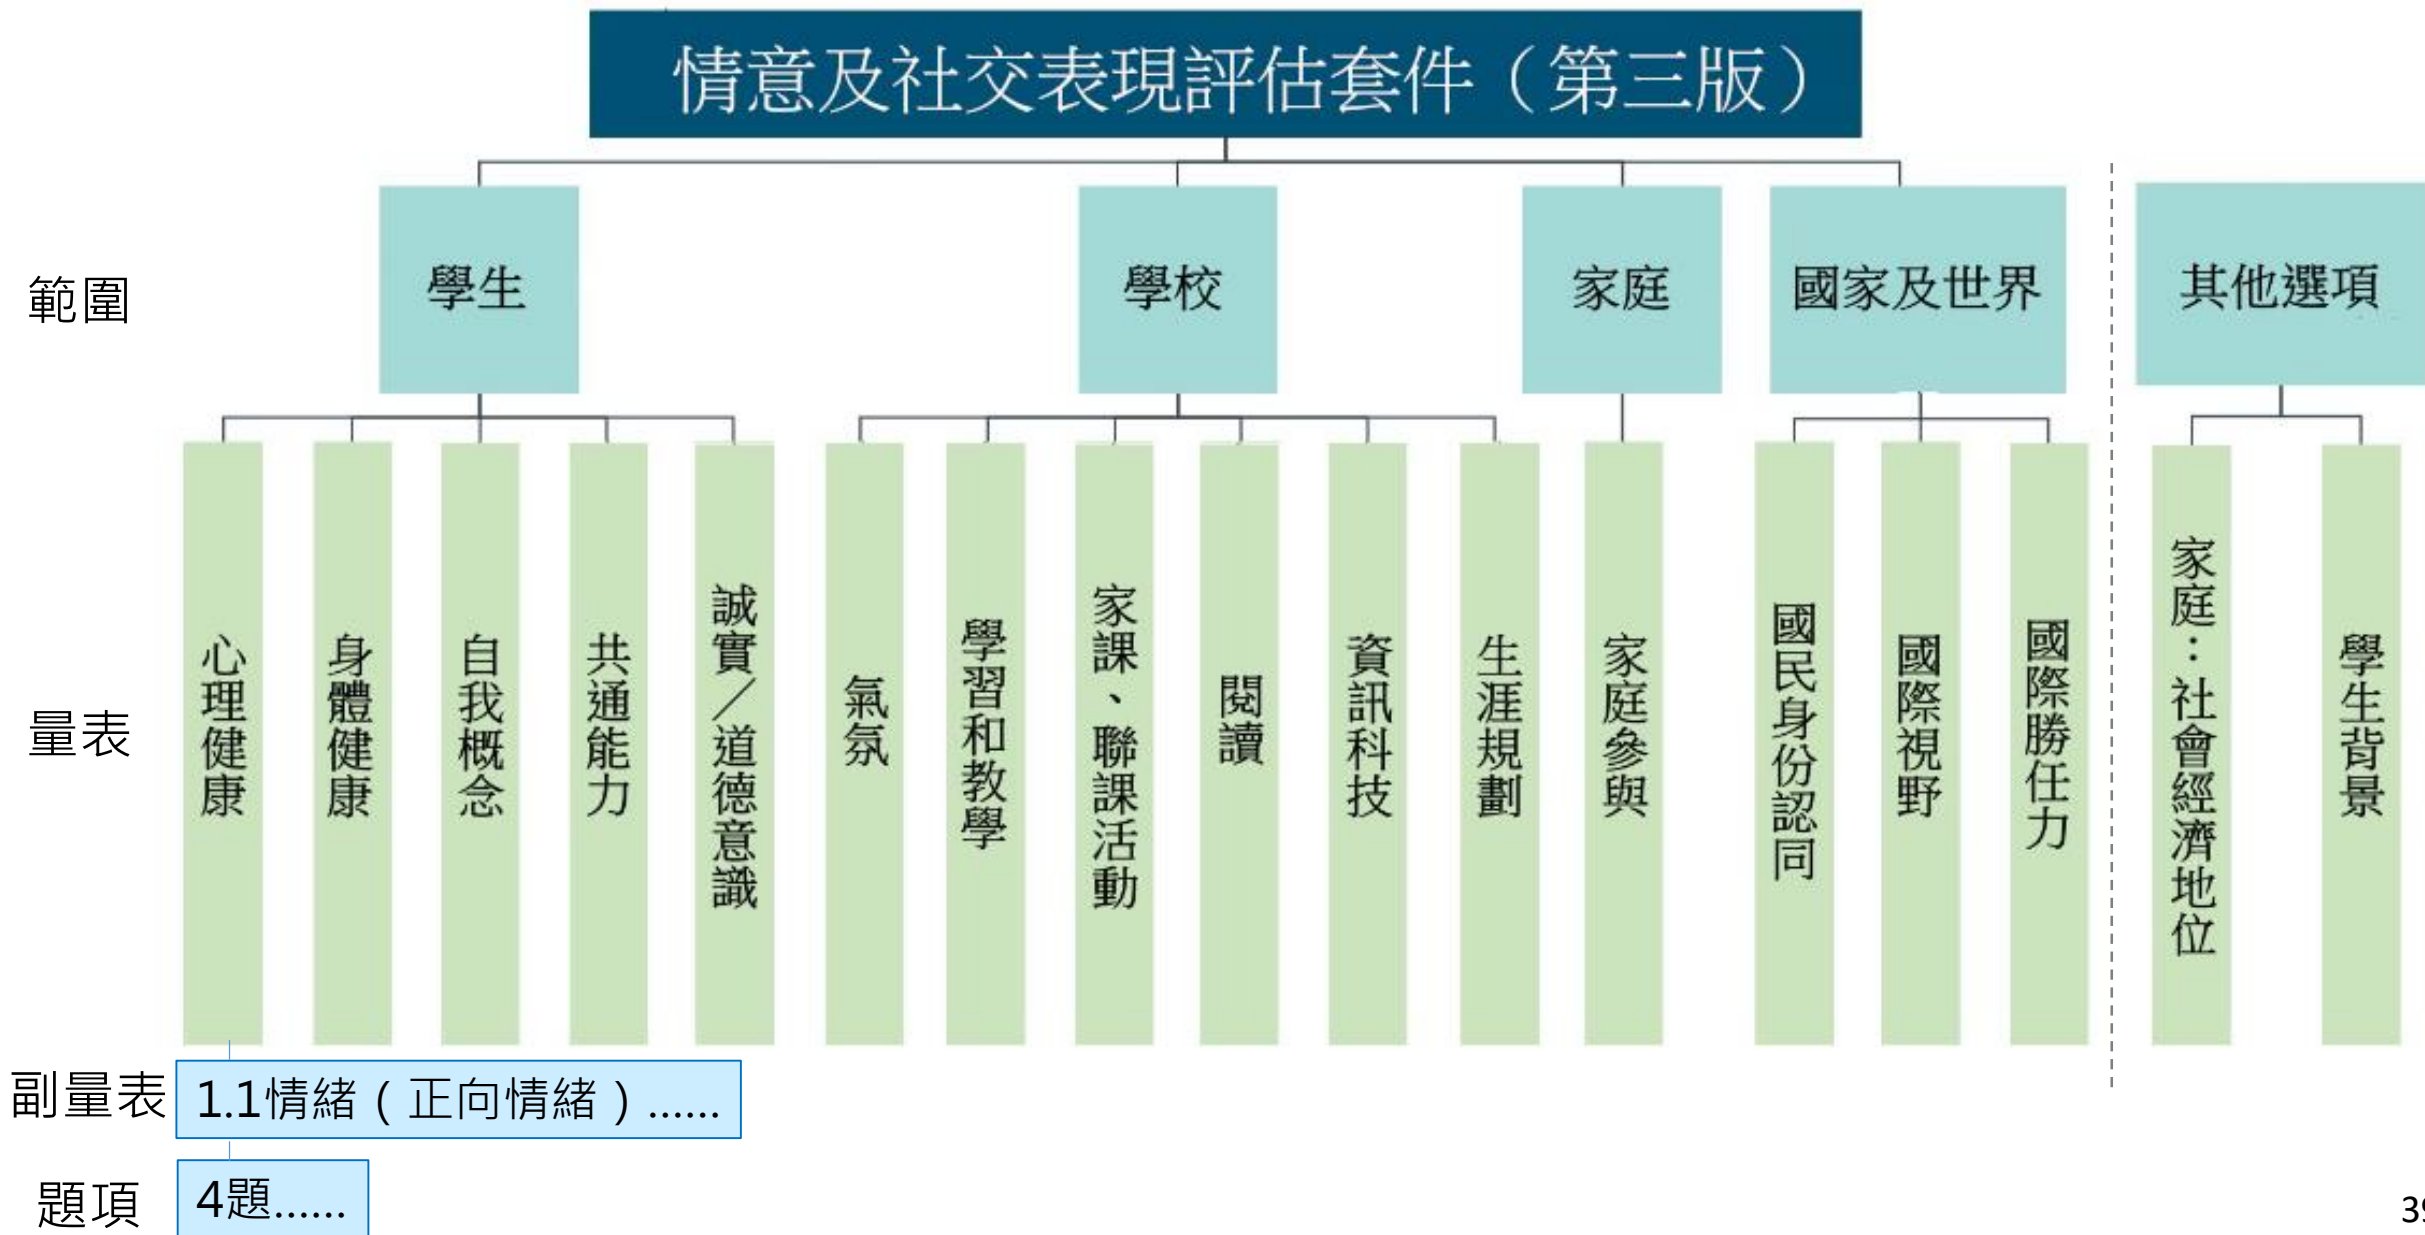 情意及社交表現評估套件（第三版）
範圍
學生
學校
家庭
國家及世界
其他選項
量表
心理健康
身體健康
自我概念
共通能力
誠實／道德意識
氣氛
學習和教學
家課、聯課活動
閱讀
資訊科技
生涯規劃
家庭參與
國民身份認同
國際視野
國際勝任力
家庭：社會經濟地位
學生背景
副量表
1.1情緒（正向情緒）......
題項
4題......
39